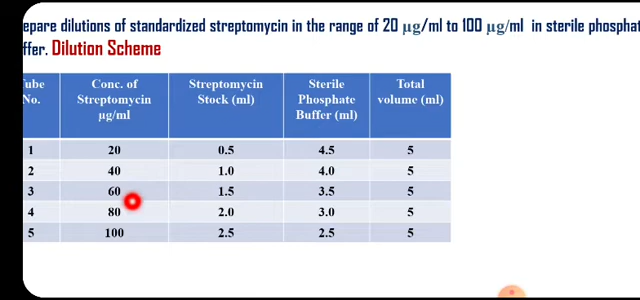 epare dilutions of standardized streptomycin in the range of 20 µg/ml to 100 µg/ml in sterile phosphat
ffer. Dilution Scheme
Tube No. Conc. of Streptomycin µg/ml Streptomycin Stock (ml) Sterile Phosphate Buffer (ml) Total volume (ml)
1 20 0.5 4.5 5
2 40 1.0 4.0 5
3 60 1.5 3.5 5
4 80 2.0 3.0 5
5 100 2.5 2.5 5